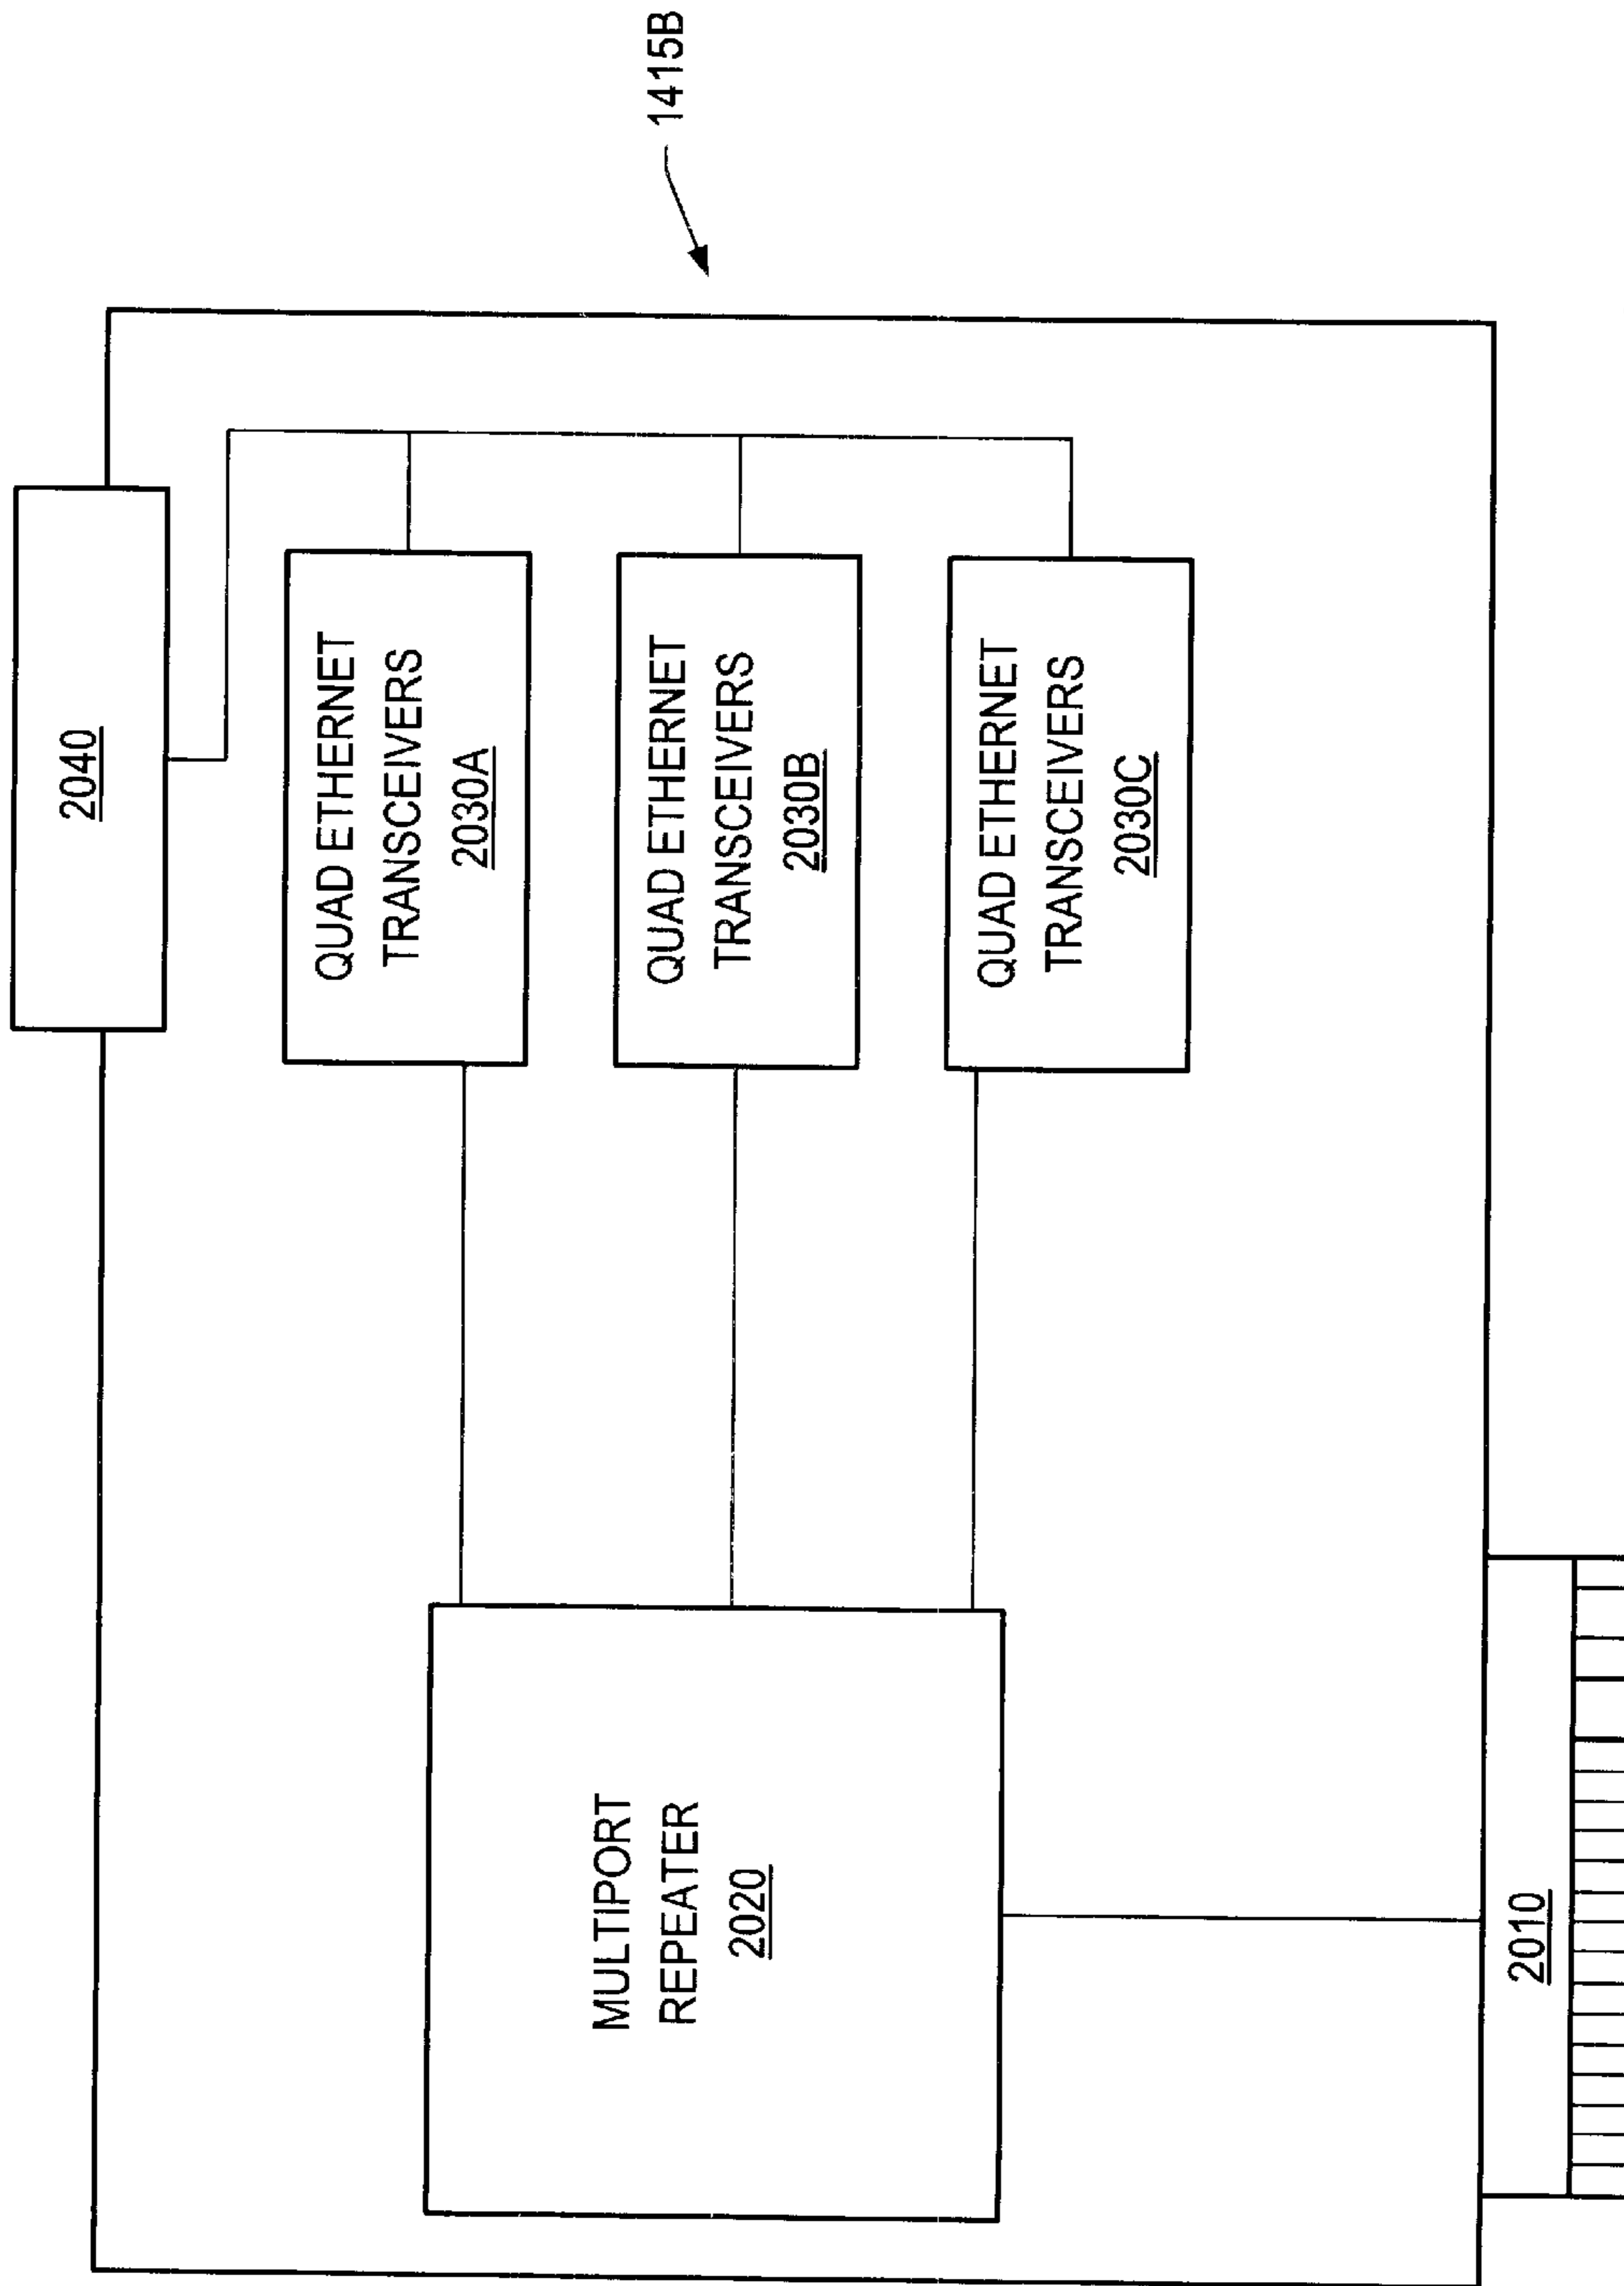 1415B
2040
QUAD ETHERNET
TRANSCEIVERS
2030A
QUAD ETHERNET
TRANSCEIVERS
2030B
QUAD ETHERNET
TRANSCEIVERS
2030C
MULTIPORT
REPEATER
2020
2010